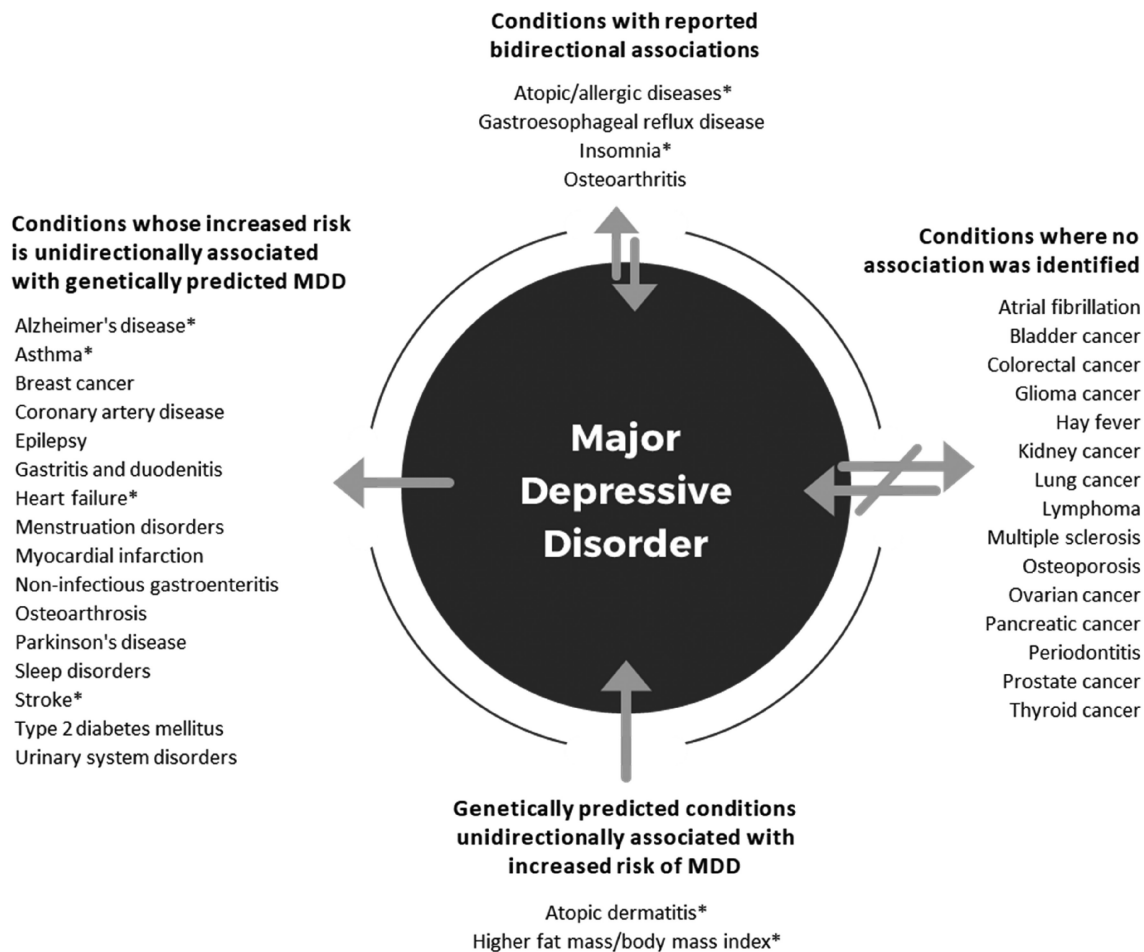 Conditions with reported
bidirectional associations
Atopic/allergic diseases*
Gastroesophageal reflux disease
Insomnia*
Osteoarthritis
Conditions whose increased risk
is unidirectionally associated
with genetically predicted MDD
Alzheimer's disease*
Asthma*
Breast cancer
Coronary artery disease
Epilepsy
Gastritis and duodenitis
Heart failure*
Menstruation disorders
Myocardial infarction
Non-infectious gastroenteritis
Osteoarthrosis
Parkinson's disease
Sleep disorders
Stroke*
Type 2 diabetes mellitus
Urinary system disorders
Major
Depressive
Disorder
Conditions where no
association was identified
Atrial fibrillation
Bladder cancer
Colorectal cancer
Glioma cancer
Hay fever
Kidney cancer
Lung cancer
Lymphoma
Multiple sclerosis
Osteoporosis
Ovarian cancer
Pancreatic cancer
Periodontitis
Prostate cancer
Thyroid cancer
Genetically predicted conditions
unidirectionally associated with
increased risk of MDD
Atopic dermatitis*
Higher fat mass/body mass index*